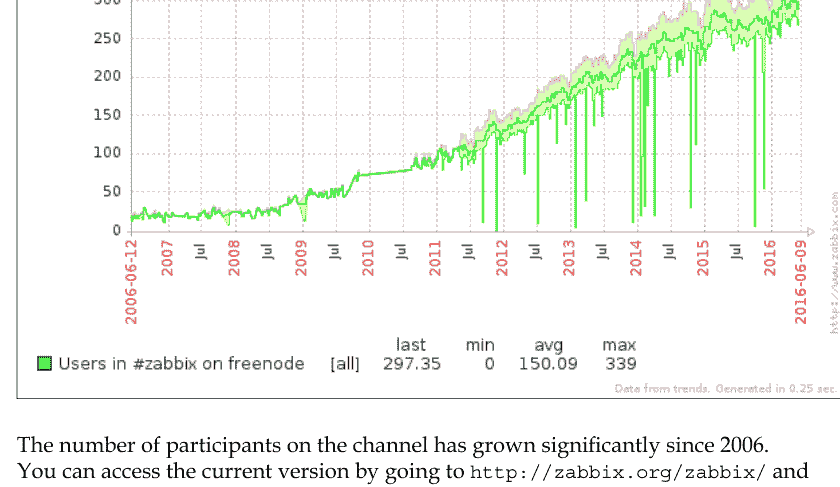 300
250
200
150
100
50
0
2006-06-12 2007 Jul 2008 Jul 2009 Jul 2010 Jul 2011 Jul 2012 Jul 2013 Jul 2014 Jul 2015 Jul 2016 2016-06-09
http://www.zabbix.com
last min avg max
Users in #zabbix on freenode [all] 297.35 0 150.09 339
Data from trends. Generated in 0.25 sec.
The number of participants on the channel has grown significantly since 2006.
You can access the current version by going to http://zabbix.org/zabbix/ and